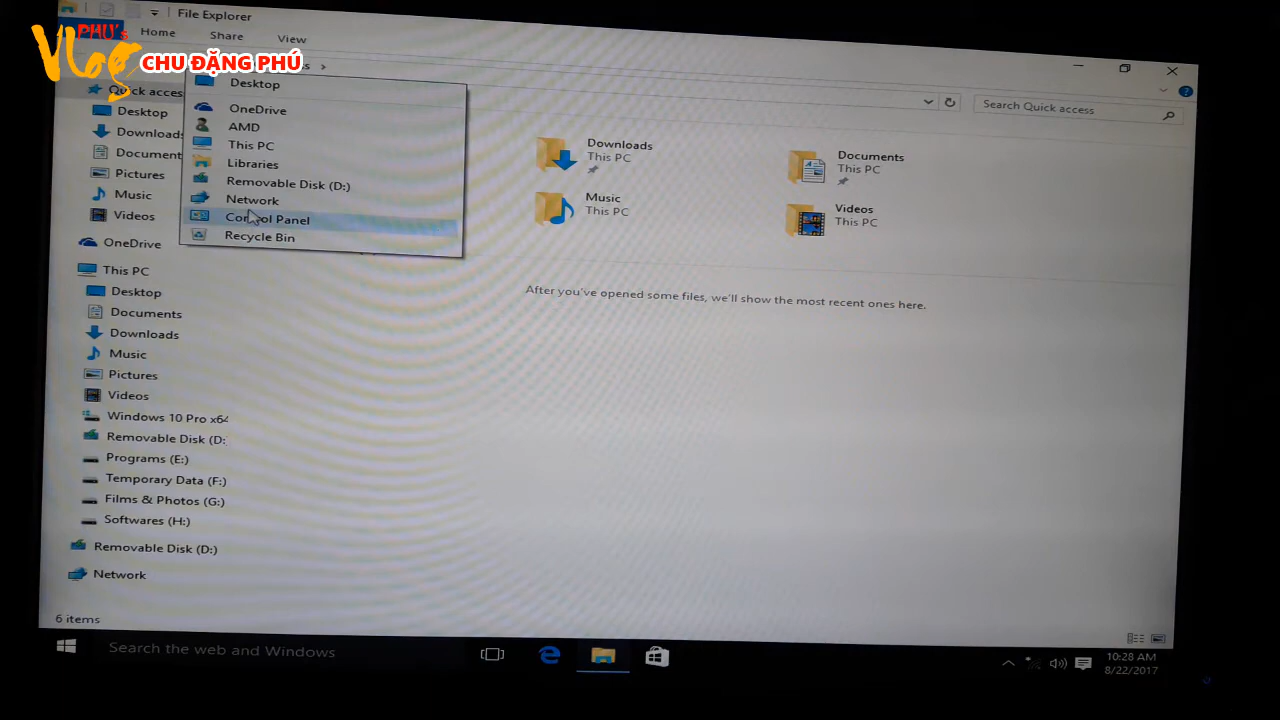 File Explorer
PHU's
Vlog
CHU ĐẶNG PHÚ
Home
Share
View
Desktop
OneDrive
AMD
This PC
Libraries
Removable Disk (D:)
Network
Control Panel
Recycle Bin
Search Quick access
Quick acces
Desktop
Downloads
Document
Pictures
Music
Videos
OneDrive
This PC
Desktop
Documents
Downloads
Music
Pictures
Videos
Windows 10 Pro x64
Removable Disk (D:
Programs (E:)
Temporary Data (F:)
Films & Photos (G:)
Softwares (H:)
Removable Disk (D:)
Network
6 items
Downloads
This PC
Documents
This PC
Music
This PC
Videos
This PC
After you've opened some files, we'll show the most recent ones here.
Search the web and Windows
10:28 AM
8/22/2017